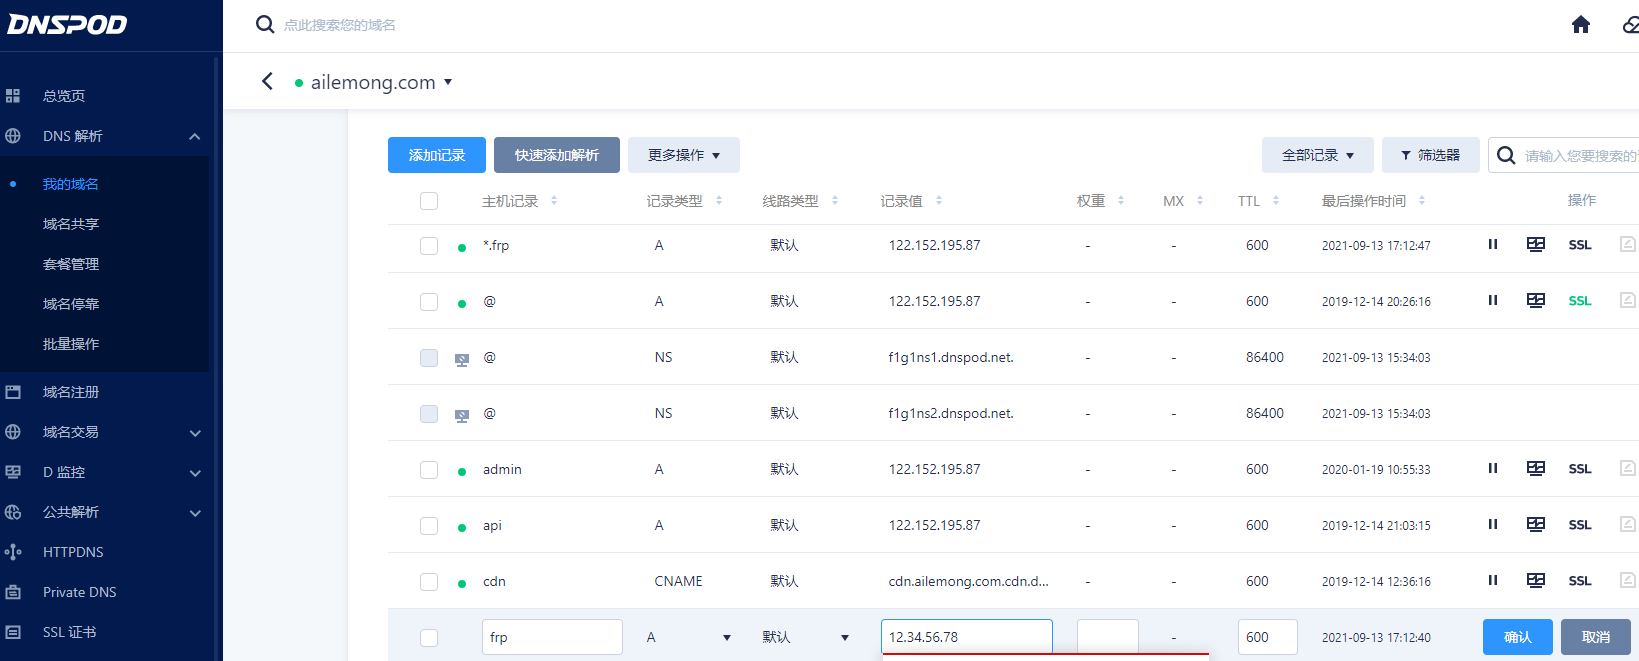 DNSPOD
点此搜索您的域名
ailemong.com
总览页
DNS 解析
我的域名
域名共享
套餐管理
域名停靠
批量操作
域名注册
域名交易
D 监控
公共解析
HTTPDNS
Private DNS
SSL 证书
添加记录 快速添加解析 更多操作 全部记录 筛选器 请输入您要搜索的
主机记录 记录类型 线路类型 记录值 权重 MX TTL 最后操作时间 操作
*.frp A 默认 122.152.195.87 - - 600 2021-09-13 17:12:47 SSL
@ A 默认 122.152.195.87 - - 600 2019-12-14 20:26:16 SSL
@ NS 默认 f1g1ns1.dnspod.net. - - 86400 2021-09-13 15:34:03
@ NS 默认 f1g1ns2.dnspod.net. - - 86400 2021-09-13 15:34:03
admin A 默认 122.152.195.87 - - 600 2020-01-19 10:55:33 SSL
api A 默认 122.152.195.87 - - 600 2019-12-14 21:03:15 SSL
cdn CNAME 默认 cdn.ailemong.com.cdn.d... - - 600 2019-12-14 12:36:16 SSL
frp A 默认 12.34.56.78 - 600 2021-09-13 17:12:40 确认 取消